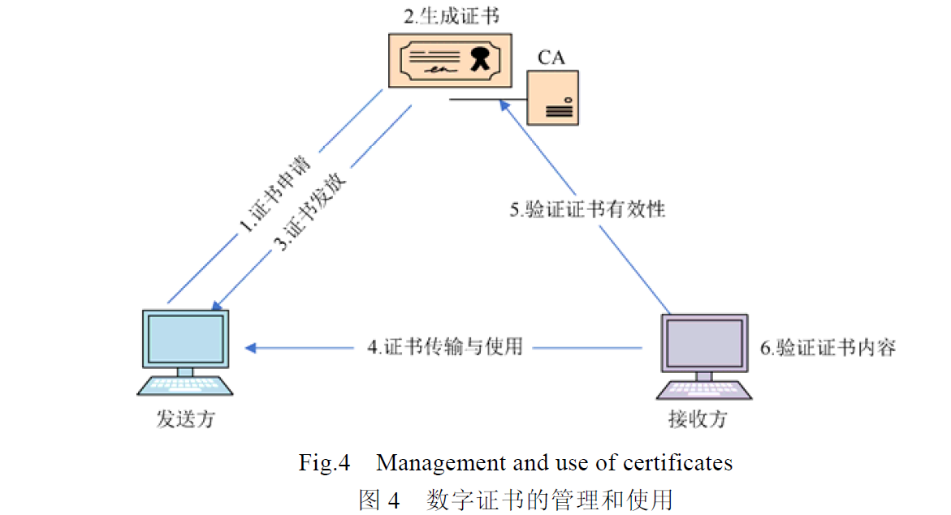 2.生成证书
CA
1.证书申请
3.证书发放
5.验证证书有效性
4.证书传输与使用
6.验证证书内容
发送方
接收方
Fig.4 Management and use of certificates
图 4 数字证书的管理和使用